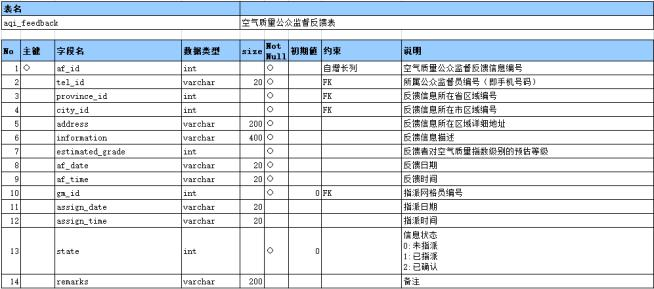 表名
aqi_feedback 空气质量公众监督反馈表
No 主键 字段名 数据类型 size Not Null 初期值 约束 说明
1 ◇ af_id int ◇ 自增长列 空气质量公众监督反馈信息编号
2 tel_id varchar 20 ◇ FK 所属公众监督员编号（即手机号码）
3 province_id int ◇ FK 反馈信息所在省区域编号
4 city_id int ◇ FK 反馈信息所在市区域编号
5 address varchar 200 ◇ 反馈信息所在区域详细地址
6 information varchar 400 ◇ 反馈信息描述
7 estimated_grade int ◇ 反馈者对空气质量指数级别的预估等级
8 af_date varchar 20 ◇ 反馈日期
9 af_time varchar 20 ◇ 反馈时间
10 gm_id int ◇ 0 FK 指派网格员编号
11 assign_date varchar 20 指派日期
12 assign_time varchar 20 指派时间
13 state int ◇ 0 信息状态
0:未指派
1:已指派
2:已确认
14 remarks varchar 200 备注